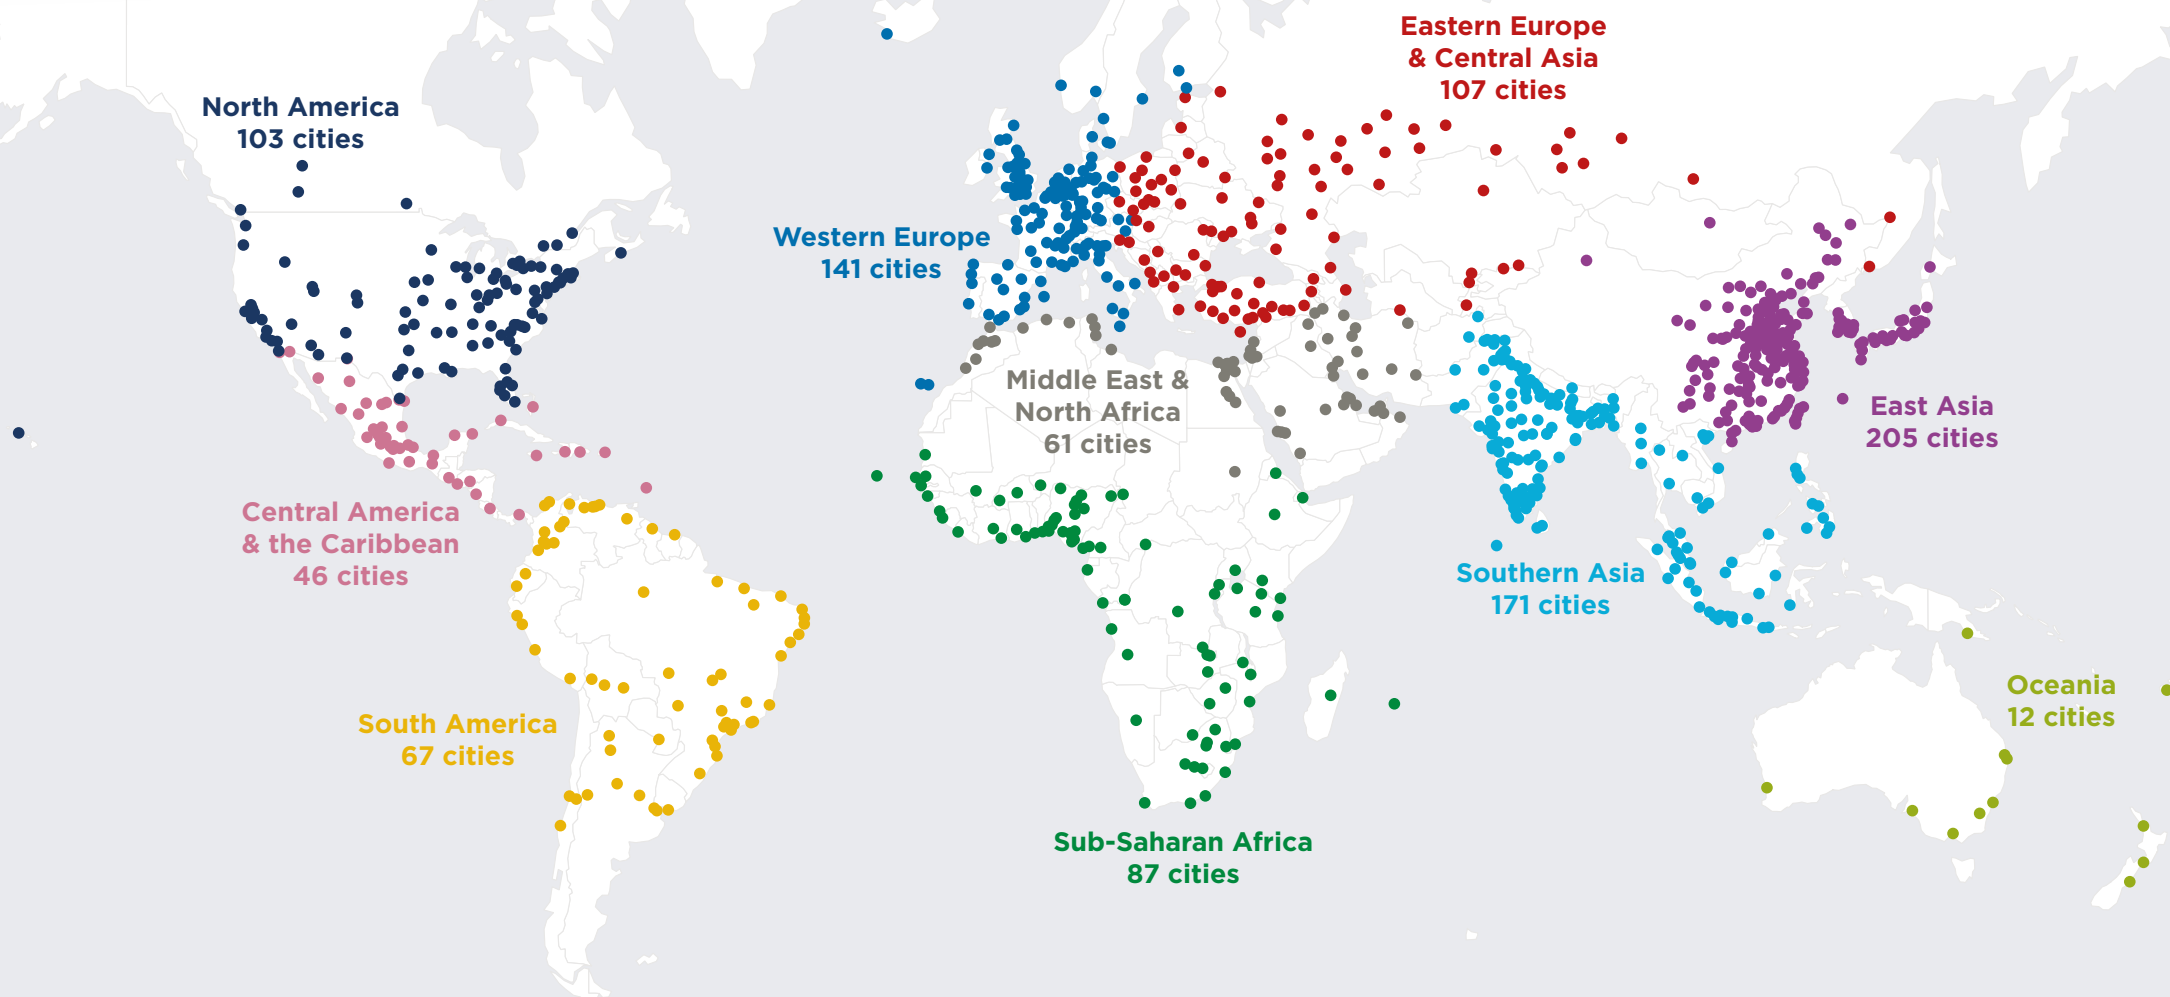 Eastern Europe
& Central Asia
107 cities
North America
103 cities
Western Europe
141 cities
Middle East &
North Africa
61 cities
East Asia
205 cities
Central America
& the Caribbean
46 cities
Southern Asia
171 cities
Oceania
12 cities
South America
67 cities
Sub-Saharan Africa
87 cities